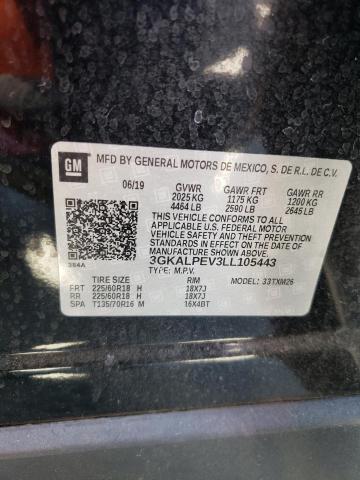 GM
MFD BY GENERAL MOTORS DE MEXICO, S. DE R.L. DE C.V.
06/19 GVWR GAWR FRT GAWR RR
2025 KG 1175 KG 1200 KG
4464 LB 2590 LB 2645 LB
THIS VEHICLE CONFORMS TO ALL
APPLICABLE U.S. FEDERAL MOTOR
VEHICLE SAFETY AND THEFT PREVENTION
STANDARDS IN EFFECT ON THE DATE OF
MANUFACTURE SHOWN ABOVE.
384A
3GKALPEV3LL105443
TYPE: M.P.V.
TIRE SIZE RIM MODEL: 33TXM26
FRT 225/60R18 H 18X7J
RR 225/60R18 H 18X7J
SPA T135/70R16 M 16X4BT